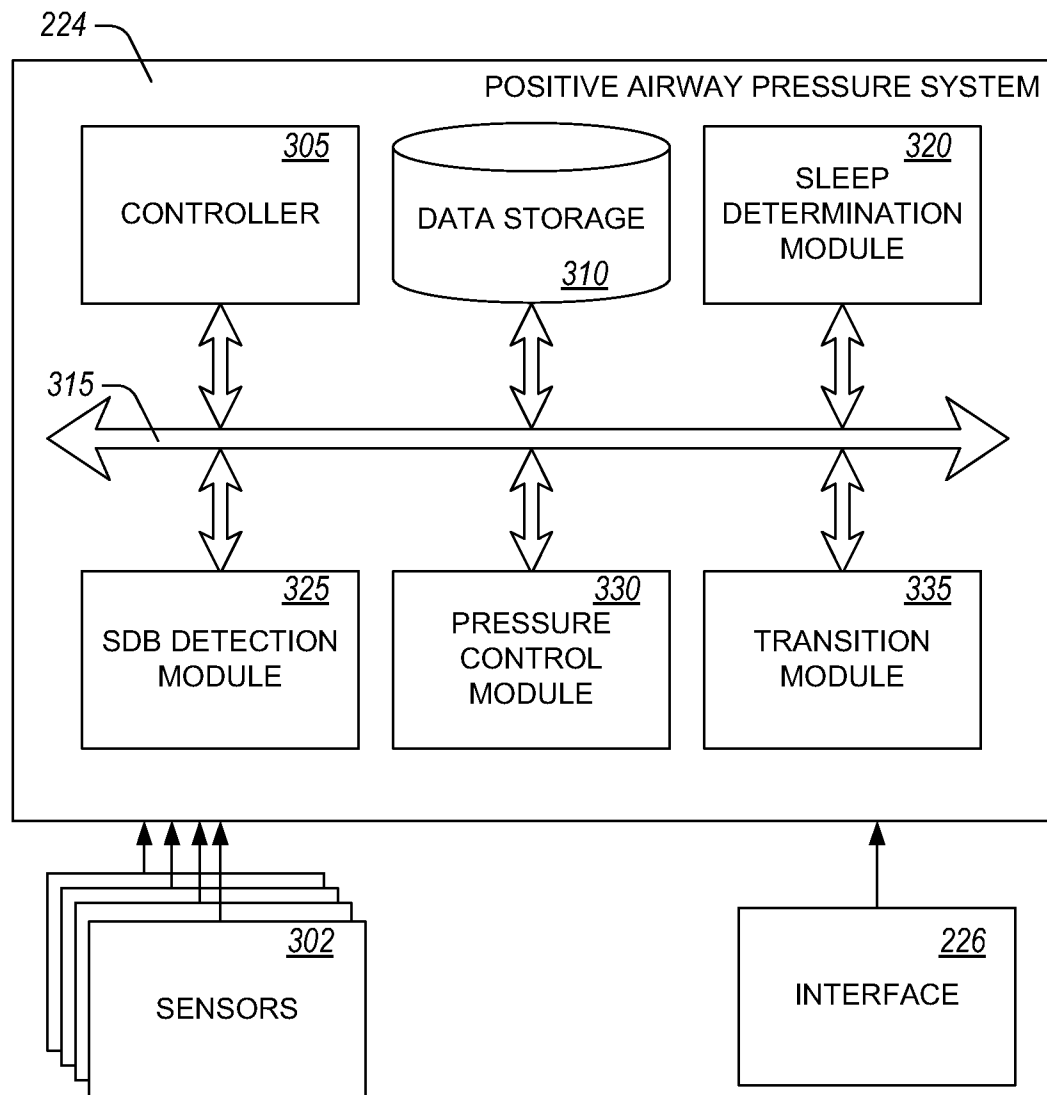 224
POSITIVE AIRWAY PRESSURE SYSTEM
305
CONTROLLER
DATA STORAGE
310
320
SLEEP
DETERMINATION
MODULE
315
325
SDB DETECTION
MODULE
330
PRESSURE
CONTROL
MODULE
335
TRANSITION
MODULE
302
SENSORS
226
INTERFACE